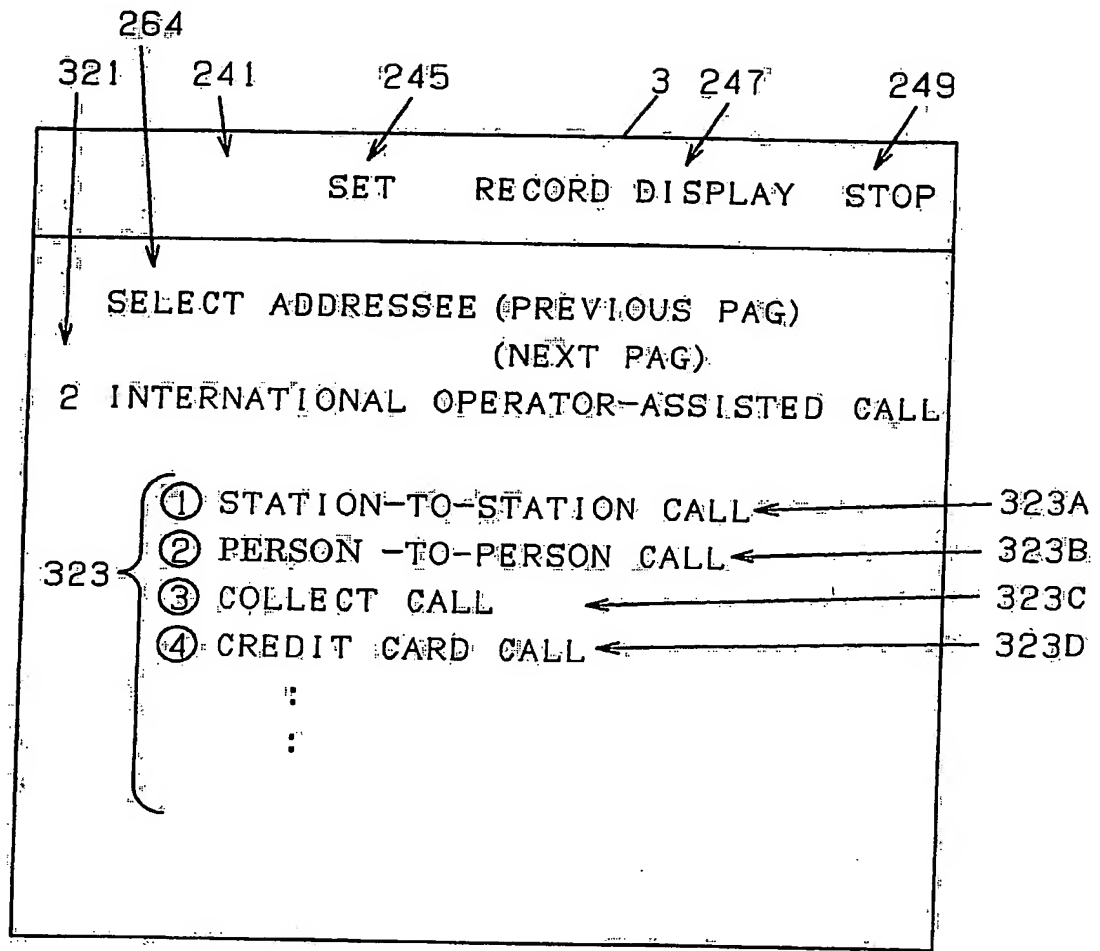 264
321 241 245 3 247 249
SET RECORD DISPLAY STOP
SELECT ADDRESSEE (PREVIOUS PAG)
(NEXT PAG)
2 INTERNATIONAL OPERATOR-ASSISTED CALL
① STATION-TO-STATION CALL 323A
② PERSON -TO-PERSON CALL 323B
323
③ COLLECT CALL 323C
④ CREDIT CARD CALL 323D
:
: